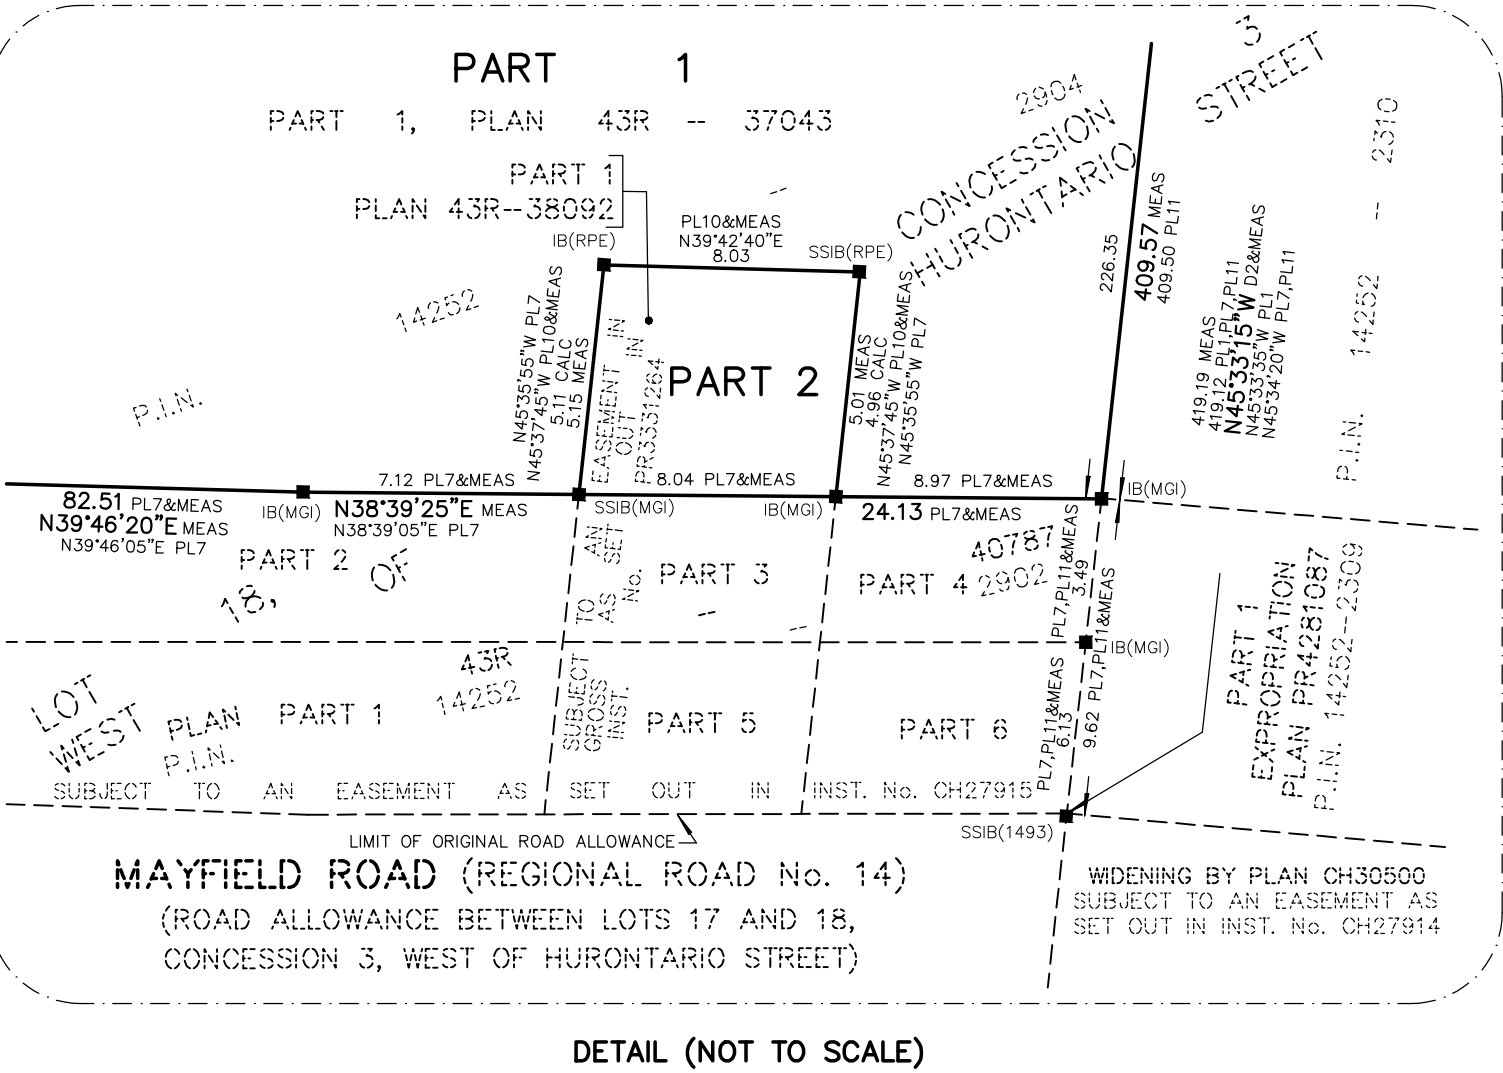 PART 1
PART 1, PLAN 43R -- 37043
PART 1
PLAN 43R--38092
IB(RPE)
PL10&MEAS
N39°42'40"E
8.03
SSIB(RPE)
2904
CONCESSION
HURONTARIO
3
STREET
226.35
409.57 MEAS
409.50 PL11
419.19 MEAS
419.12 PL1,PL7,PL11
N45°33'15"W D2&MEAS
N45°33'35"W PL1
N45°34'20"W PL7,PL11
P.I.N. 14252 -- 2310
--
14252
P.I.N.
N45°35'55"W PL7
N45°37'45"W PL10&MEAS
5.11 CALC
5.15 MEAS
EASEMENT IN
OUT IN
PR3331264
PART 2
5.01 MEAS
4.96 CALC
N45°37'45"W PL10&MEAS
N45°35'55"W PL7
7.12 PL7&MEAS
8.04 PL7&MEAS
8.97 PL7&MEAS
82.51 PL7&MEAS
N39°46'20"E MEAS
N39°46'05"E PL7
IB(MGI)
N38°39'25"E MEAS
N38°39'05"E PL7
SSIB(MGI)
IB(MGI)
24.13 PL7&MEAS
IB(MGI)
PART 2
18,
OF
TO AN
AS SET
No.
PART 3
--
--
PART 4
40787
2902
PL7,PL11&MEAS
3.49
9.62 PL7,PL11&MEAS
IB(MGI)
PART 1
EXPROPRIATION
PLAN PR4281087
P.I.N. 14252--2309
LOT
WEST
PLAN
P.I.N.
PART 1
43R
14252
SUBJECT
GROSS
INST.
PART 5
PART 6
PL7,PL11&MEAS
6.13
SUBJECT TO AN EASEMENT AS SET OUT IN INST. No. CH27915
LIMIT OF ORIGINAL ROAD ALLOWANCE
SSIB(1493)
MAYFIELD ROAD (REGIONAL ROAD No. 14)
(ROAD ALLOWANCE BETWEEN LOTS 17 AND 18,
CONCESSION 3, WEST OF HURONTARIO STREET)
WIDENING BY PLAN CH30500
SUBJECT TO AN EASEMENT AS
SET OUT IN INST. No. CH27914
DETAIL (NOT TO SCALE)